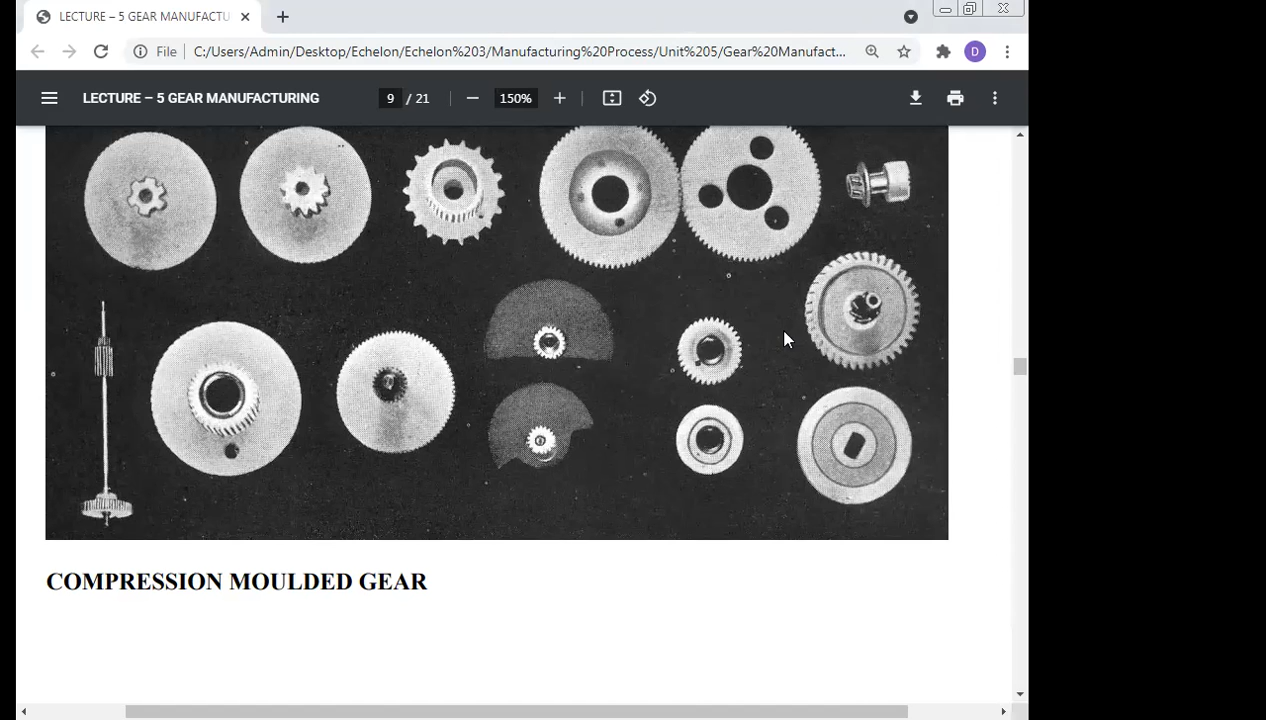 LECTURE – 5 GEAR MANUFACTU
File C:/Users/Admin/Desktop/Echelon/Echelon%203/Manufacturing%20Process/Unit%205/Gear%20Manufact...
D
LECTURE – 5 GEAR MANUFACTURING 9 / 21 150%
COMPRESSION MOULDED GEAR